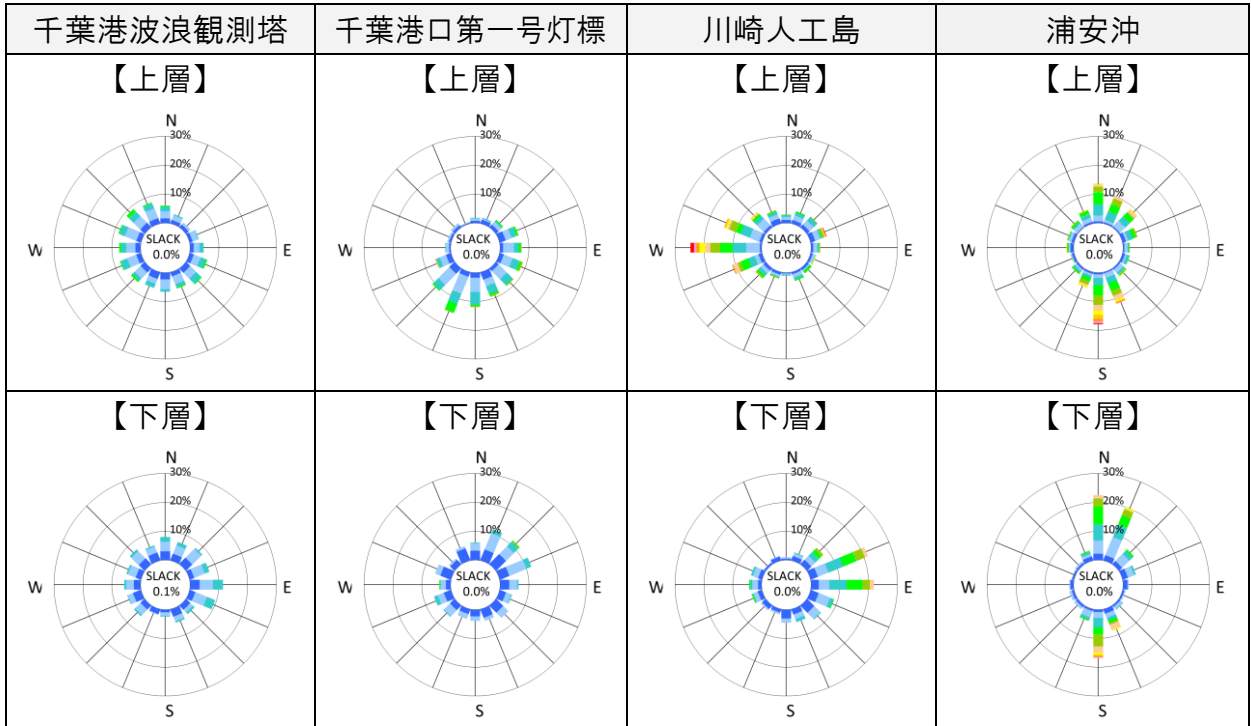 千葉港波浪観測塔
千葉港口第一号灯標
川崎人工島
浦安沖
【上層】
N
30%
20%
10%
SLACK
0.0%
W
E
S
【上層】
N
30%
20%
10%
SLACK
0.0%
W
E
S
【上層】
N
30%
20%
10%
SLACK
0.0%
W
E
S
【上層】
N
30%
20%
10%
SLACK
0.0%
W
E
S
【下層】
N
30%
20%
10%
SLACK
0.1%
W
E
S
【下層】
N
30%
20%
10%
SLACK
0.0%
W
E
S
【下層】
N
30%
20%
10%
SLACK
0.0%
W
E
S
【下層】
N
30%
20%
10%
SLACK
0.0%
W
E
S